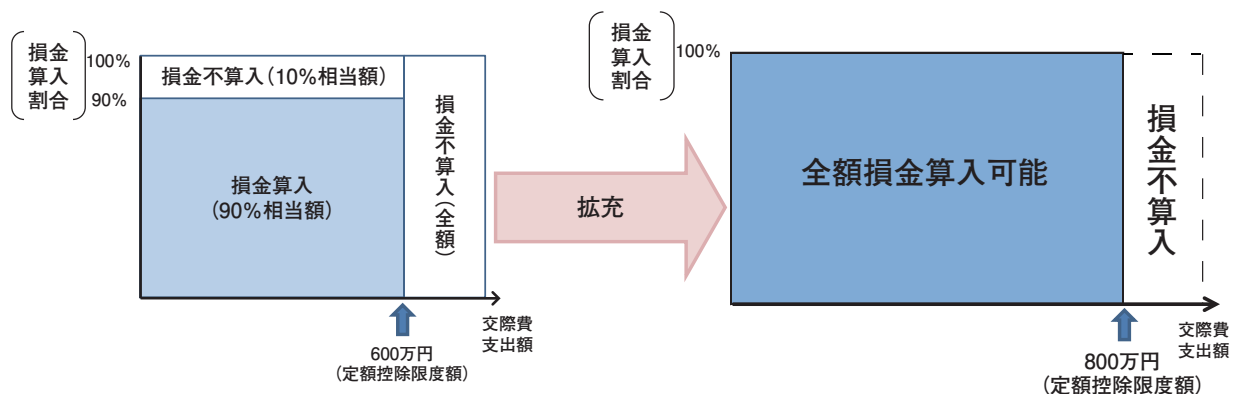 損金
算入
割合
100%
90%
損金不算入（10%相当額）
損金算入
（90%相当額）
損金不算入（全額）
交際費
支出額
600万円
（定額控除限度額）
拡充
損金
算入
割合
100%
全額損金算入可能
損金不算入
交際費
支出額
800万円
（定額控除限度額）